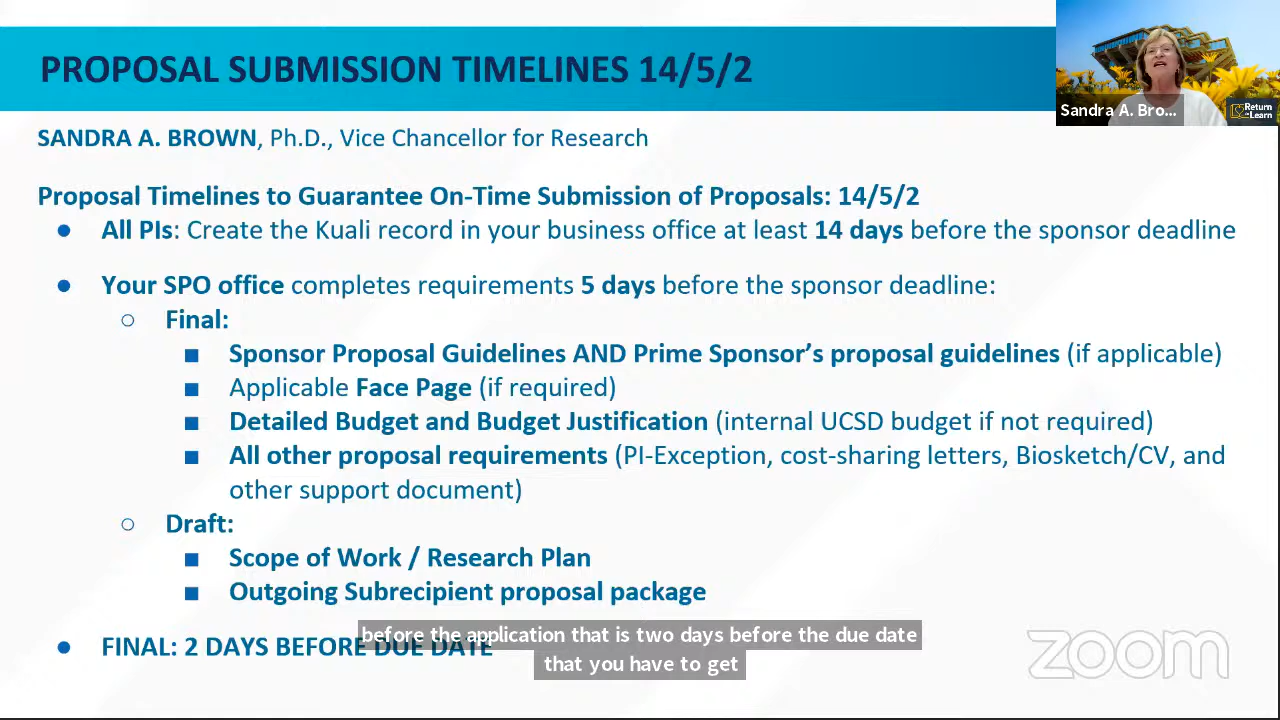 PROPOSAL SUBMISSION TIMELINES 14/5/2
Sandra A. Bro...
Return to Learn
SANDRA A. BROWN, Ph.D., Vice Chancellor for Research
Proposal Timelines to Guarantee On-Time Submission of Proposals: 14/5/2
● All PIs: Create the Kuali record in your business office at least 14 days before the sponsor deadline
● Your SPO office completes requirements 5 days before the sponsor deadline:
○ Final:
■ Sponsor Proposal Guidelines AND Prime Sponsor's proposal guidelines (if applicable)
■ Applicable Face Page (if required)
■ Detailed Budget and Budget Justification (internal UCSD budget if not required)
■ All other proposal requirements (PI-Exception, cost-sharing letters, Biosketch/CV, and
other support document)
○ Draft:
■ Scope of Work / Research Plan
■ Outgoing Subrecipient proposal package
● FINAL: 2 DAYS BEFORE DUE DATE
before the application that is two days before the due date
that you have to get
zoom